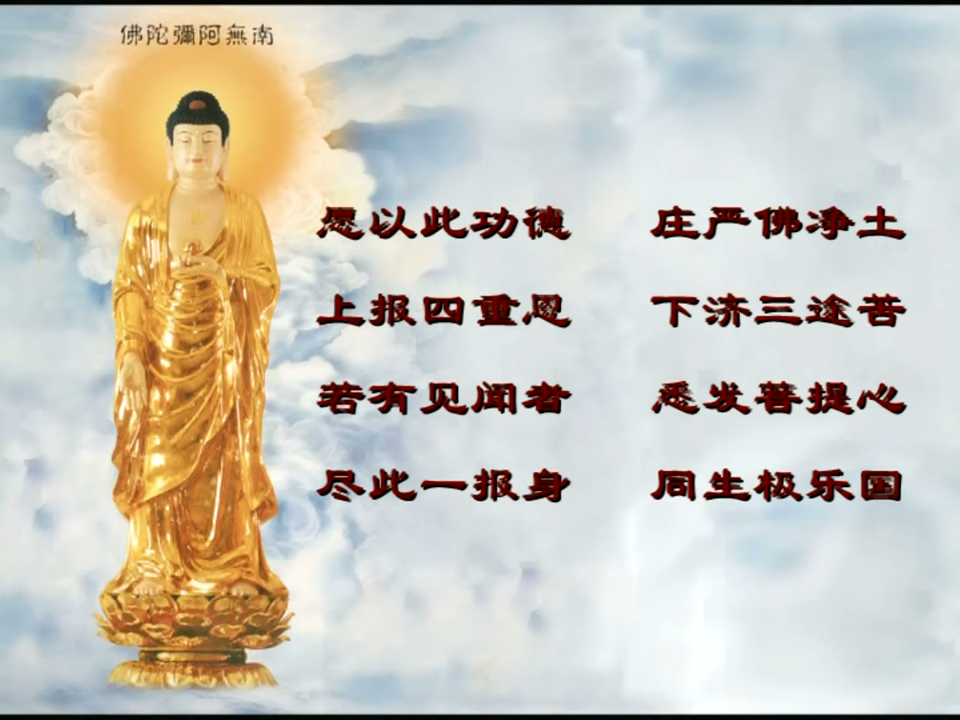 南無阿彌陀佛
愿以此功德 庄严佛净土
上报四重恩 下济三途苦
若有见闻者 悉发菩提心
尽此一报身 同生极乐国